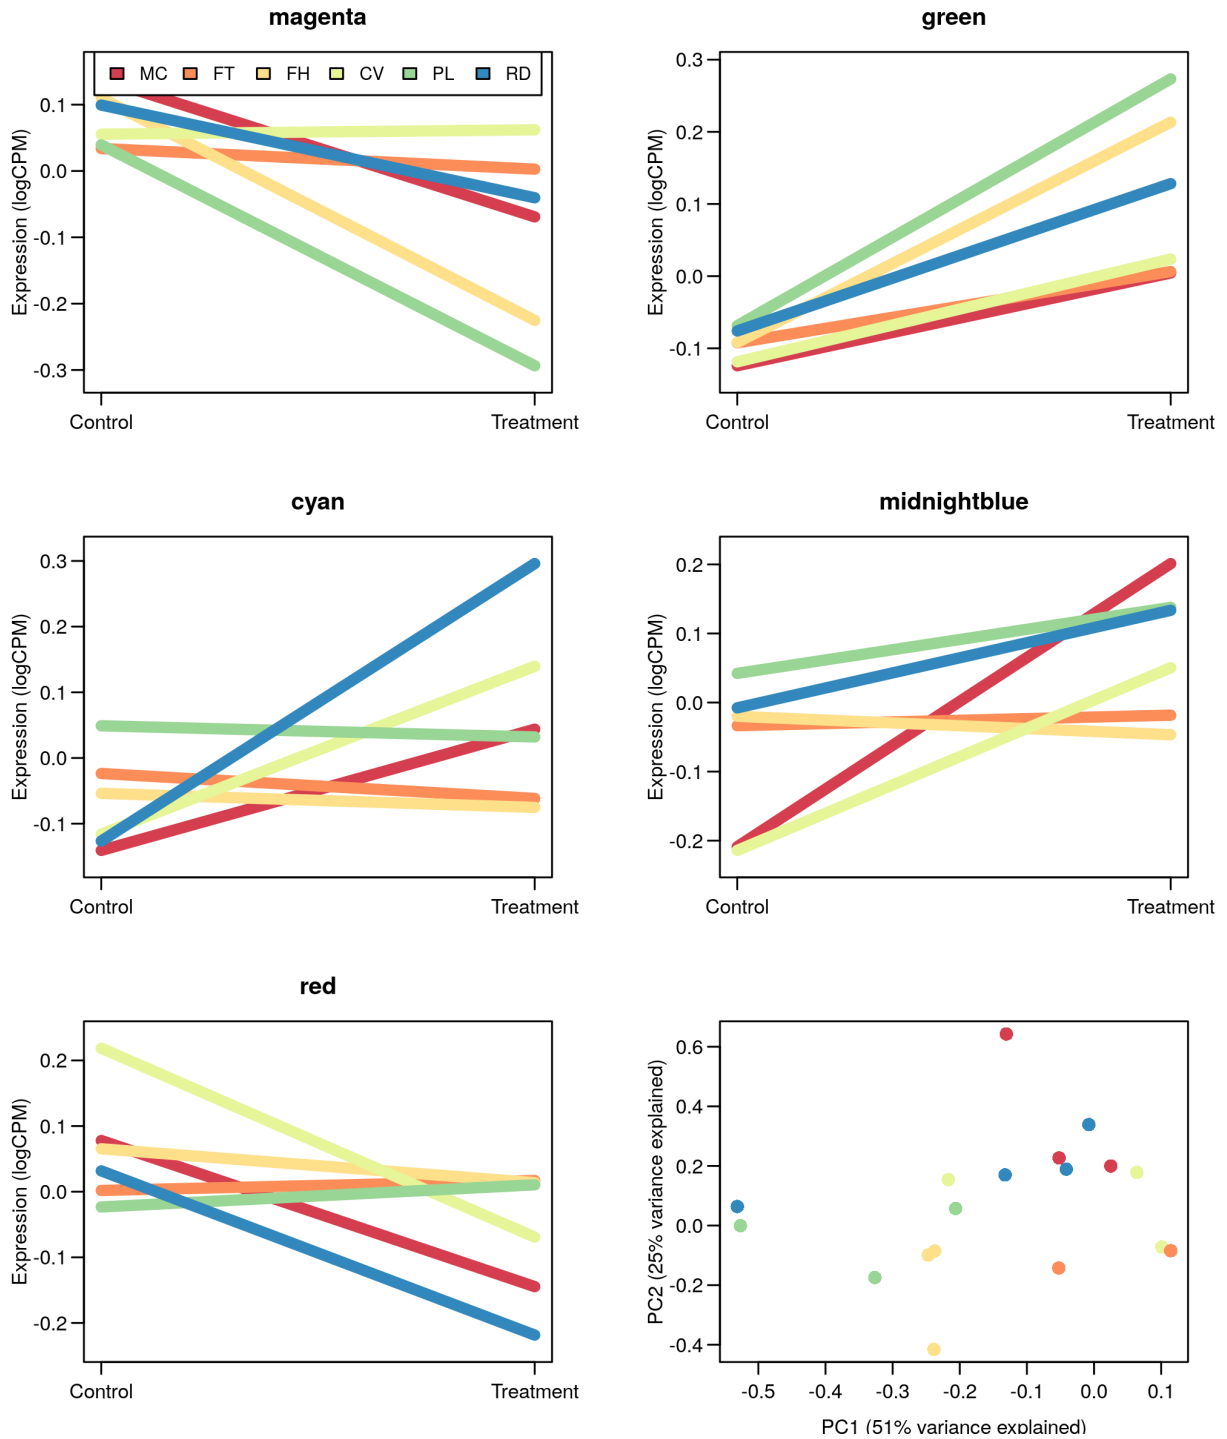 magenta
MC FT FH CV PL RD
Expression (logCPM)
0.1
0.0
-0.1
-0.2
-0.3
Control Treatment
green
Expression (logCPM)
0.3
0.2
0.1
0.0
-0.1
Control Treatment
cyan
Expression (logCPM)
0.3
0.2
0.1
0.0
-0.1
Control Treatment
midnightblue
Expression (logCPM)
0.2
0.1
0.0
-0.1
-0.2
Control Treatment
red
Expression (logCPM)
0.2
0.1
0.0
-0.1
-0.2
Control Treatment
PC2 (25% variance explained)
0.6
0.4
0.2
0.0
-0.2
-0.4
-0.5 -0.4 -0.3 -0.2 -0.1 0.0 0.1
PC1 (51% variance explained)